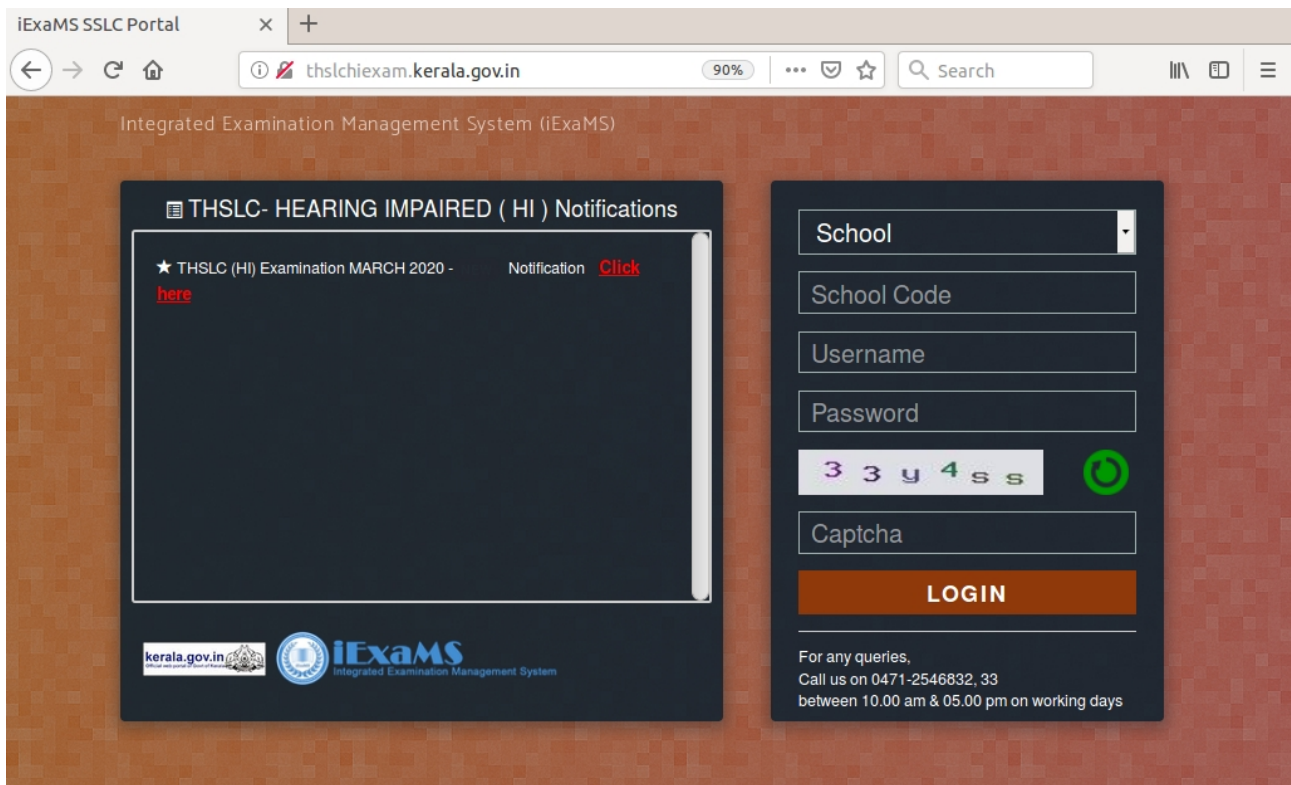 iExaMS SSLC Portal
thslchiexam.kerala.gov.in
90%
Search
Integrated Examination Management System (iExaMS)
THSLC- HEARING IMPAIRED ( HI ) Notifications
★ THSLC (HI) Examination MARCH 2020 - Notification Click
here
kerala.gov.in
iExaMS
Integrated Examination Management System
School
School Code
Username
Password
3 3 y 4 s s
Captcha
LOGIN
For any queries,
Call us on 0471-2546832, 33
between 10.00 am & 05.00 pm on working days